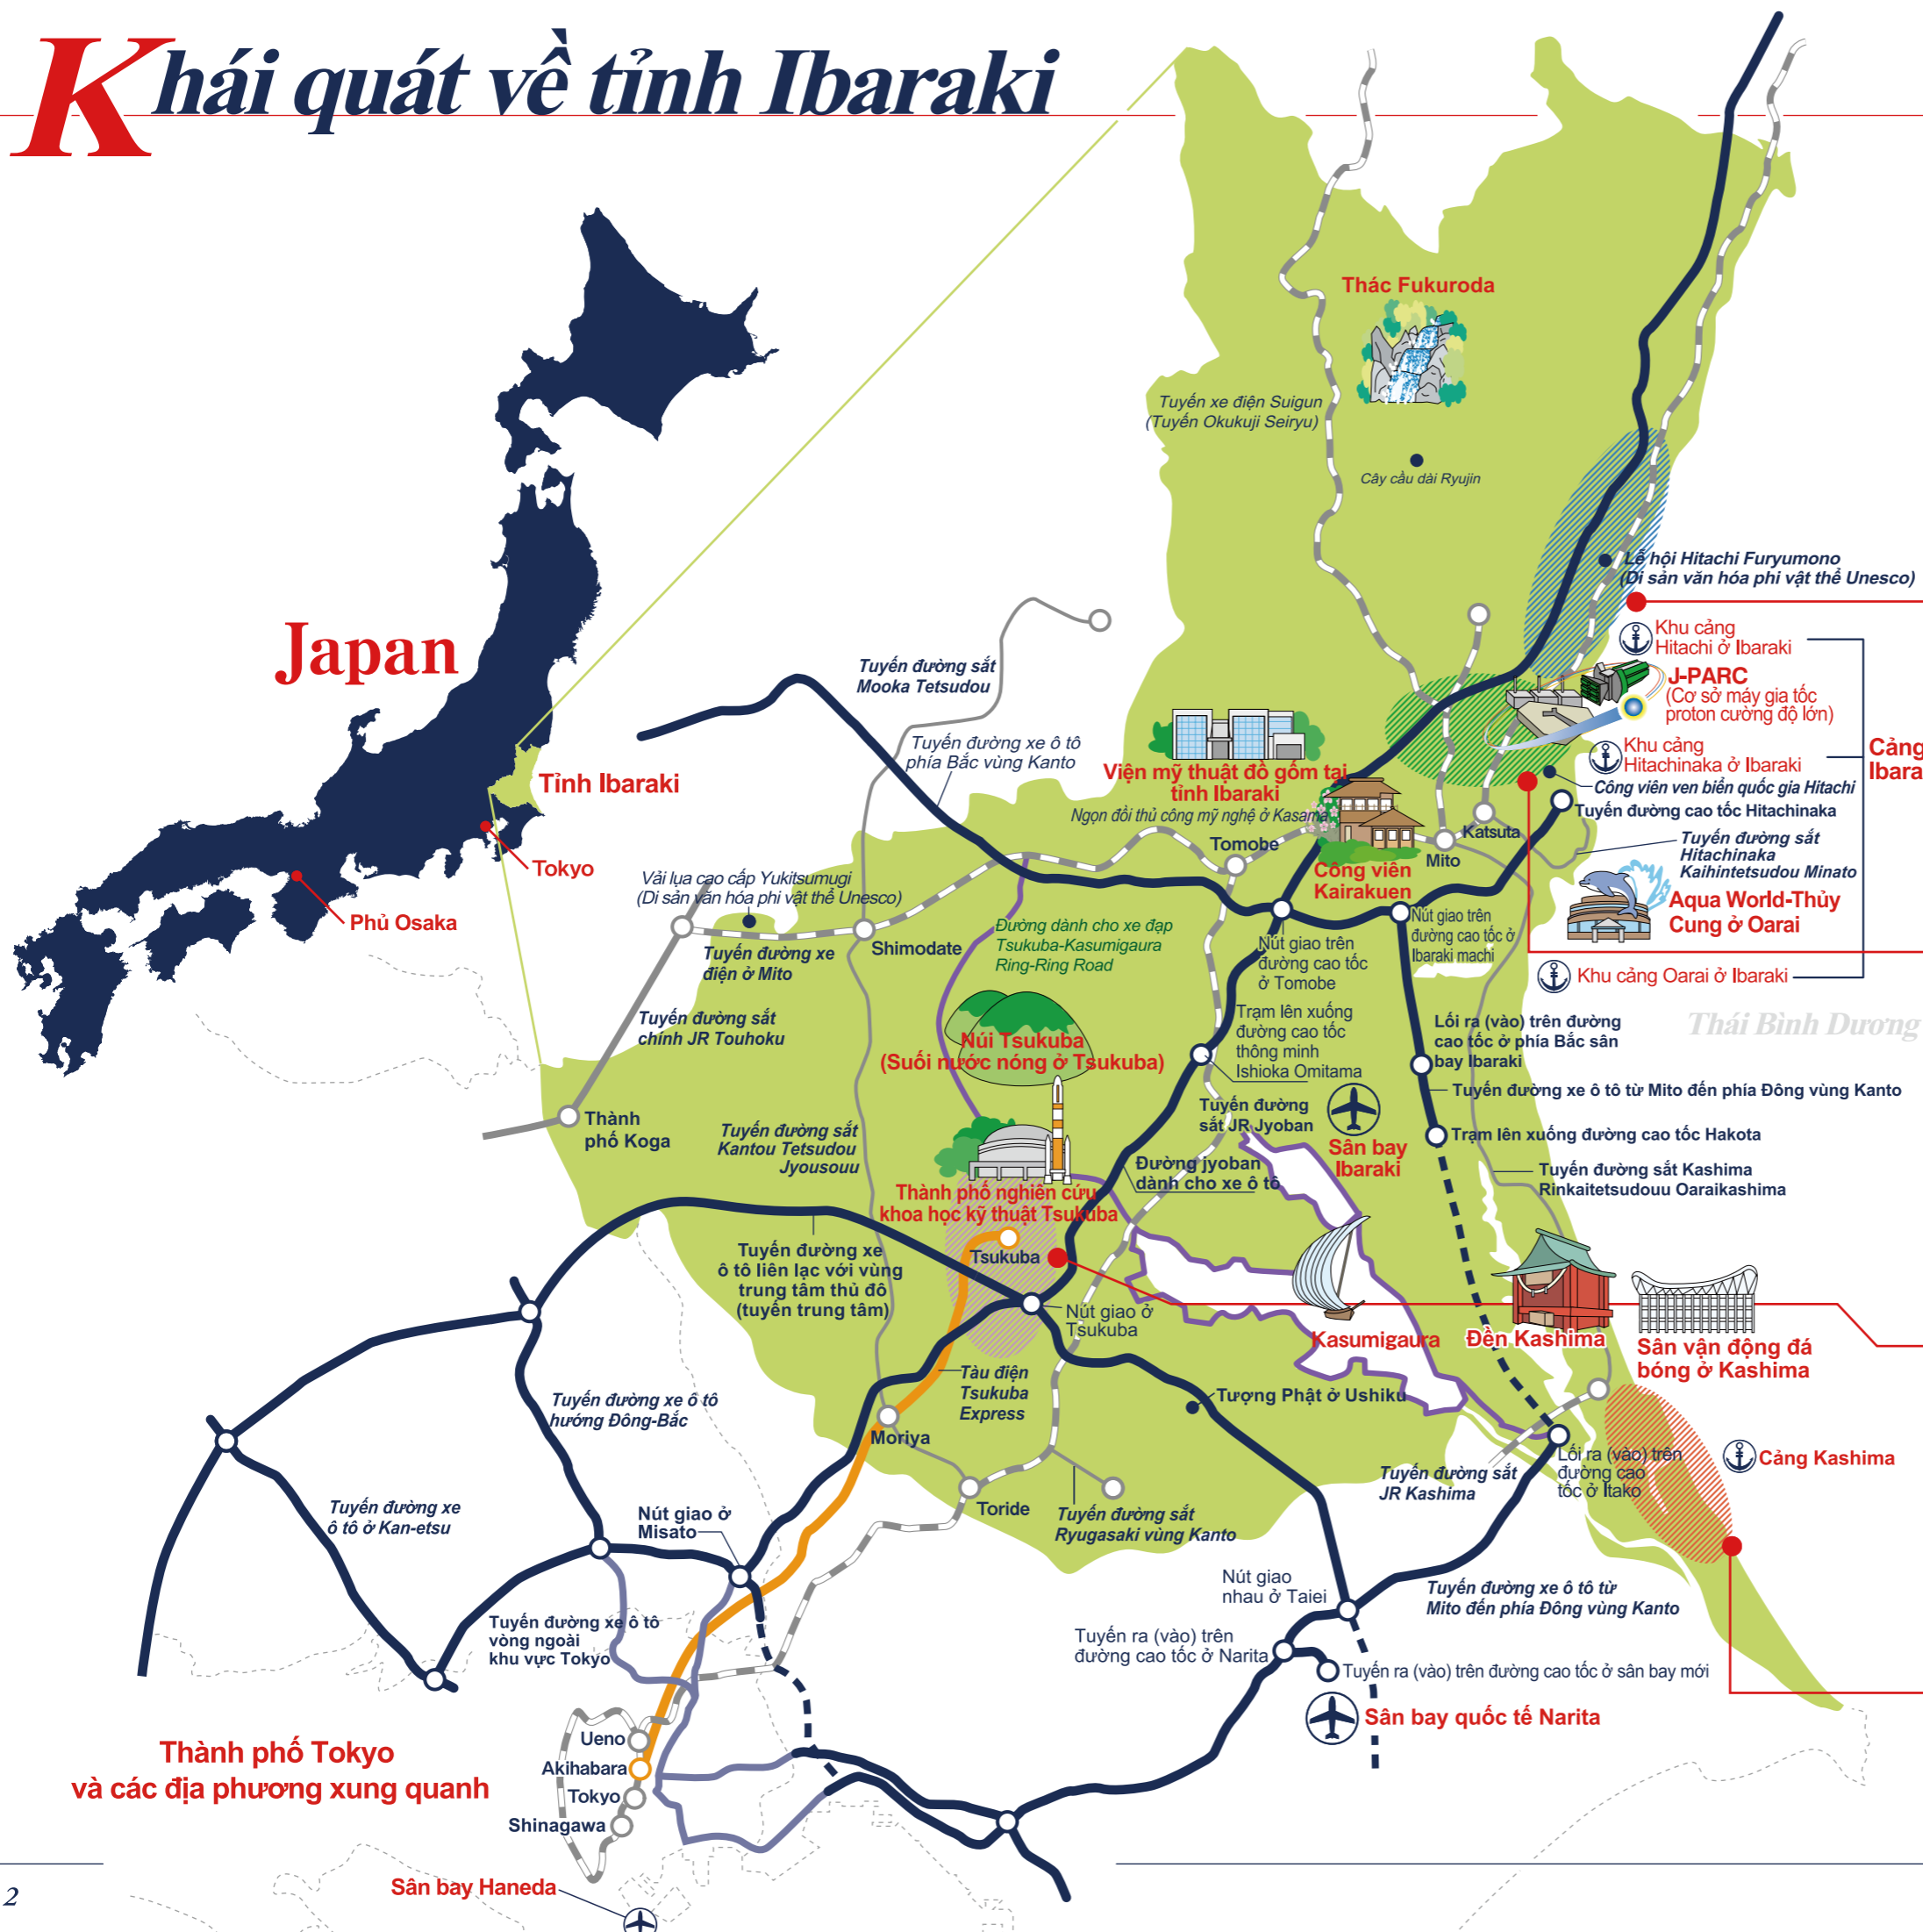 Khái quát về tỉnh Ibaraki
Japan
Tỉnh Ibaraki
Tokyo
Phủ Osaka
Thác Fukuroda
Tuyến xe điện Suigun
(Tuyến Okukuji Seiryu)
Cây cầu dài Ryujin
Lễ hội Hitachi Furyumono
(Di sản văn hóa phi vật thể Unesco)
Khu cảng
Hitachi ở Ibaraki
J-PARC
(Cơ sở máy gia tốc
proton cường độ lớn)
Khu cảng
Hitachinaka ở Ibaraki
Cảng
Ibara
Công viên ven biển quốc gia Hitachi
Tuyến đường cao tốc Hitachinaka
Tuyến đường sắt
Hitachinaka
Kaihintetsudou Minato
Aqua World-Thủy
Cung ở Oarai
Khu cảng Oarai ở Ibaraki
Thái Bình Dương
Tuyến đường sắt
Mooka Tetsudou
Tuyến đường xe ô tô
phía Bắc vùng Kanto
Viện mỹ thuật đồ gốm tại
tỉnh Ibaraki
Ngọn đồi thủ công mỹ nghệ ở Kasama
Tomobe
Công viên
Kairakuen
Mito
Katsuta
Vải lụa cao cấp Yukitsumugi
(Di sản văn hóa phi vật thể Unesco)
Shimodate
Tuyến đường xe
điện ở Mito
Đường dành cho xe đạp
Tsukuba-Kasumigaura
Ring-Ring Road
Nút giao trên
đường cao tốc
ở Tomobe
Nút giao trên
đường cao tốc ở
Ibaraki machi
Tuyến đường sắt
chính JR Touhoku
Núi Tsukuba
(Suối nước nóng ở Tsukuba)
Trạm lên xuống
đường cao tốc
thông minh
Ishioka Omitama
Lối ra (vào) trên đường
cao tốc ở phía Bắc sân
bay Ibaraki
Tuyến đường xe ô tô từ Mito đến phía Đông vùng Kanto
Thành
phố Koga
Tuyến đường sắt
Kantou Tetsudou
Jyousouu
Tuyến đường
sắt JR Jyoban
Sân bay
Ibaraki
Trạm lên xuống đường cao tốc Hakota
Đường jyoban
dành cho xe ô tô
Tuyến đường sắt Kashima
Rinkaitetsudouu Oaraikashima
Thành phố nghiên cứu
khoa học kỹ thuật Tsukuba
Tsukuba
Tuyến đường xe
ô tô liên lạc với vùng
trung tâm thủ đô
(tuyến trung tâm)
Nút giao ở
Tsukuba
Kasumigaura
Đền Kashima
Sân vận động đá
bóng ở Kashima
Tàu điện
Tsukuba
Express
Tượng Phật ở Ushiku
Tuyến đường xe ô tô
hướng Đông-Bắc
Moriya
Tuyến đường sắt
JR Kashima
Lối ra (vào) trên
đường cao
tốc ở Itako
Cảng Kashima
Tuyến đường xe
ô tô ở Kan-etsu
Nút giao ở
Misato
Toride
Tuyến đường sắt
Ryugasaki vùng Kanto
Nút giao
nhau ở Taiei
Tuyến đường xe ô tô từ
Mito đến phía Đông vùng Kanto
Tuyến đường xe ô tô
vòng ngoài
khu vực Tokyo
Tuyến ra (vào) trên
đường cao tốc ở Narita
Tuyến ra (vào) trên đường cao tốc ở sân bay mới
Sân bay quốc tế Narita
Thành phố Tokyo
và các địa phương xung quanh
Ueno
Akihabara
Tokyo
Shinagawa
Sân bay Haneda
2